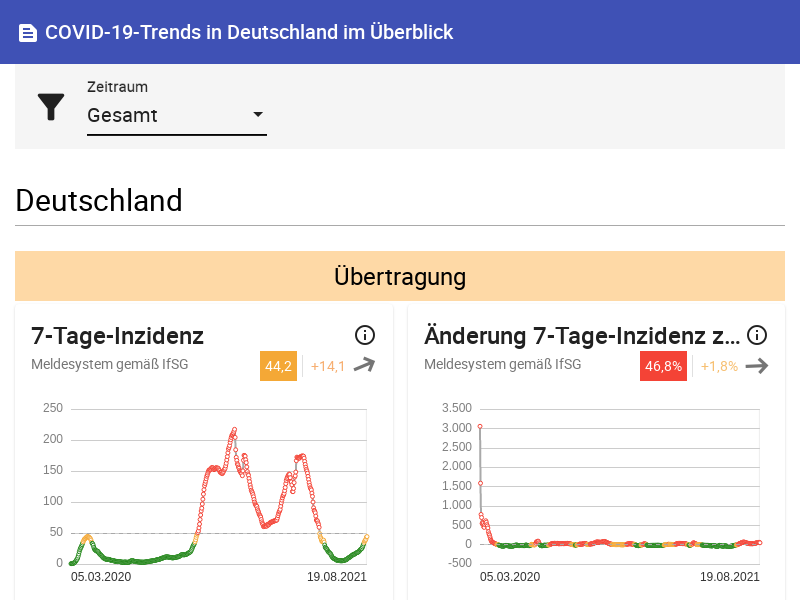 COVID-19-Trends in Deutschland im Überblick
Zeitraum
Gesamt
Deutschland
Übertragung
7-Tage-Inzidenz
Meldesystem gemäß IfSG
44,2
+14,1
250
200
150
100
50
0
05.03.2020
19.08.2021
Änderung 7-Tage-Inzidenz z...
Meldesystem gemäß IfSG
46,8%
+1,8%
3.500
3.000
2.500
2.000
1.500
1.000
500
0
-500
05.03.2020
19.08.2021